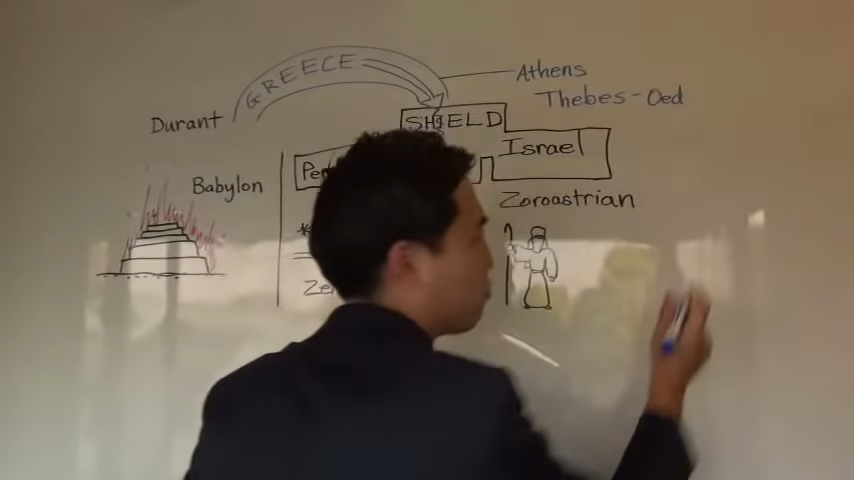 GREECE
Athens
Thebes-Oed
Durant
SHIELD
Israel
Babylon
Zoroastrian